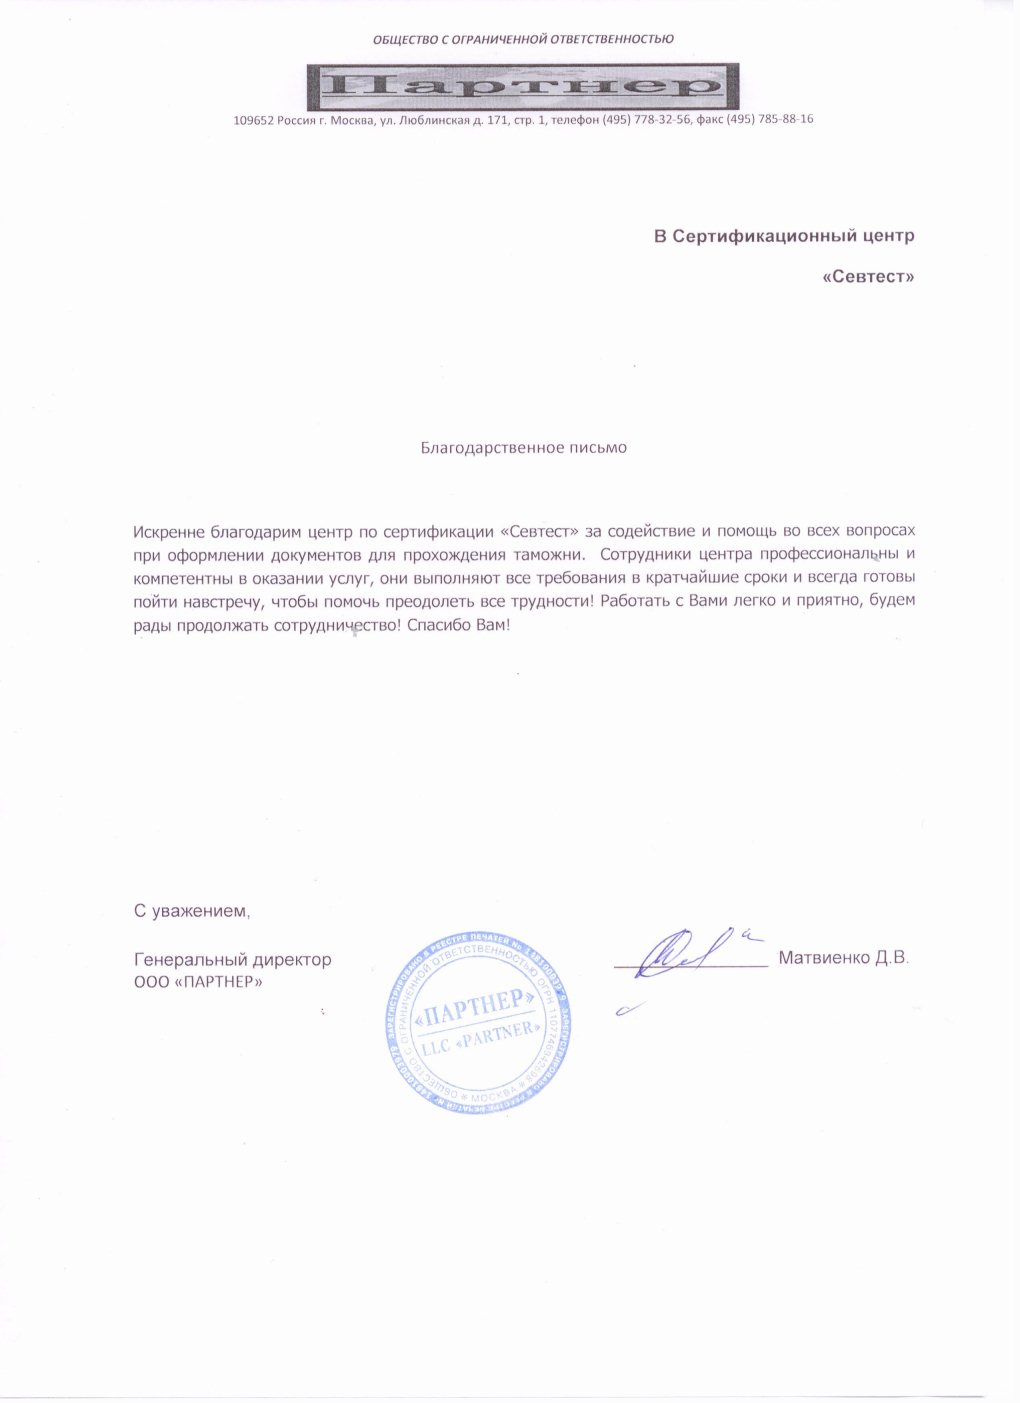 ОБЩЕСТВО С ОГРАНИЧЕННОЙ ОТВЕТСТВЕННОСТЬЮ
Партнер
109652 Россия г. Москва, ул. Люблинская д. 171, стр. 1, телефон (495) 778-32-56, факс (495) 785-88-16
В Сертификационный центр
«Севтест»
Благодарственное письмо
Искренне благодарим центр по сертификации «Севтест» за содействие и помощь во всех вопросах
при оформлении документов для прохождения таможни. Сотрудники центра профессиональны и
компетентны в оказании услуг, они выполняют все требования в кратчайшие сроки и всегда готовы
пойти навстречу, чтобы помочь преодолеть все трудности! Работать с Вами легко и приятно, будем
рады продолжать сотрудничество! Спасибо Вам!
С уважением,
Генеральный директор
ООО «ПАРТНЕР»
Матвиенко Д.В.
ЗАРЕГИСТРИРОВАНО В РЕЕСТРЕ ПЕЧАТЕЙ №
ОБЩЕСТВО С ОГРАНИЧЕННОЙ ОТВЕТСТВЕННОСТЬЮ ОГРН
МОСКВА
«ПАРТНЕР»
LLC «PARTNER»